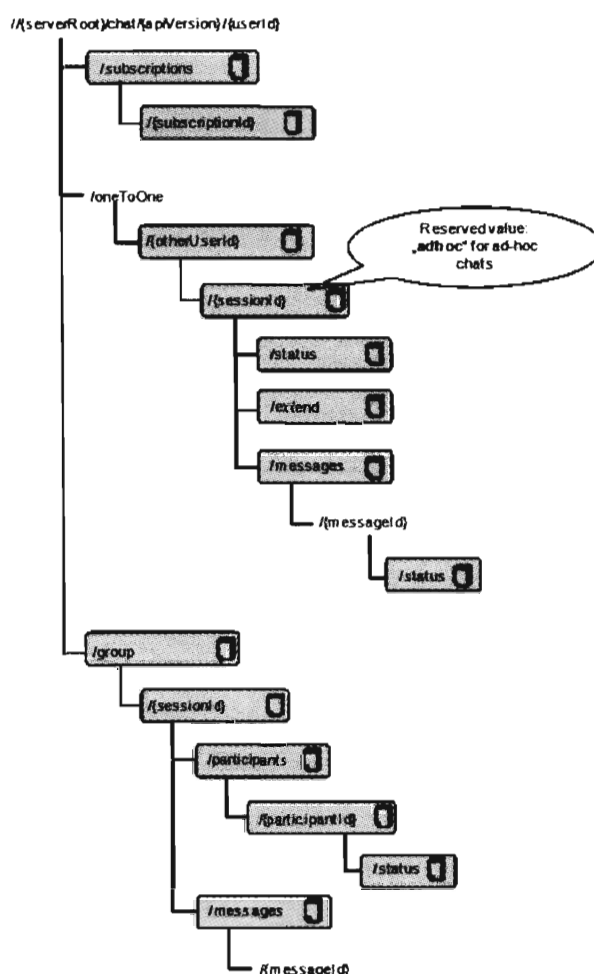 //{serverRoot}/chat/{apiVersion}/{userId}
/subscriptions
/{subscriptionId}
/oneToOne
/{otherUserId}
Reserved value:
„adhoc" for ad-hoc
chats
/{sessionId}
/status
/extend
/messages
/{messageId}
/status
/group
/{sessionId}
/participants
/{participantId}
/status
/messages
/{messageId}